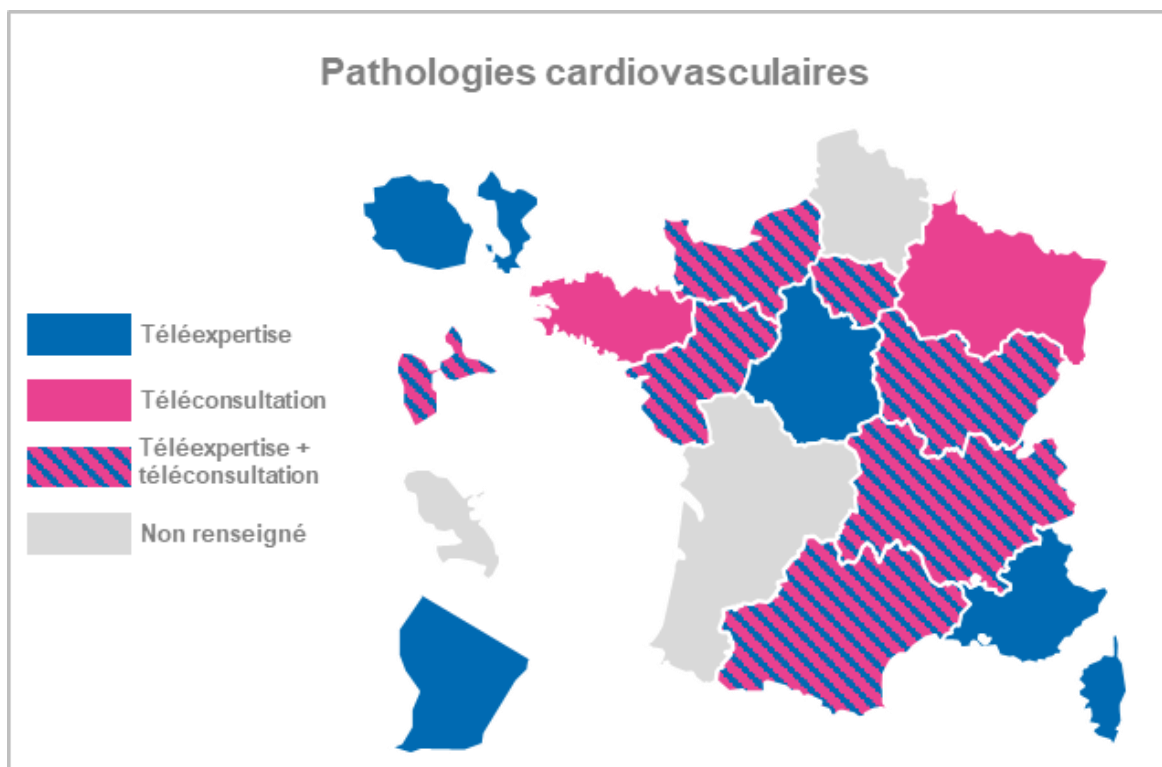 Pathologies cardiovasculaires
Téléexpertise
Téléconsultation
Téléexpertise +
téléconsultation
Non renseigné